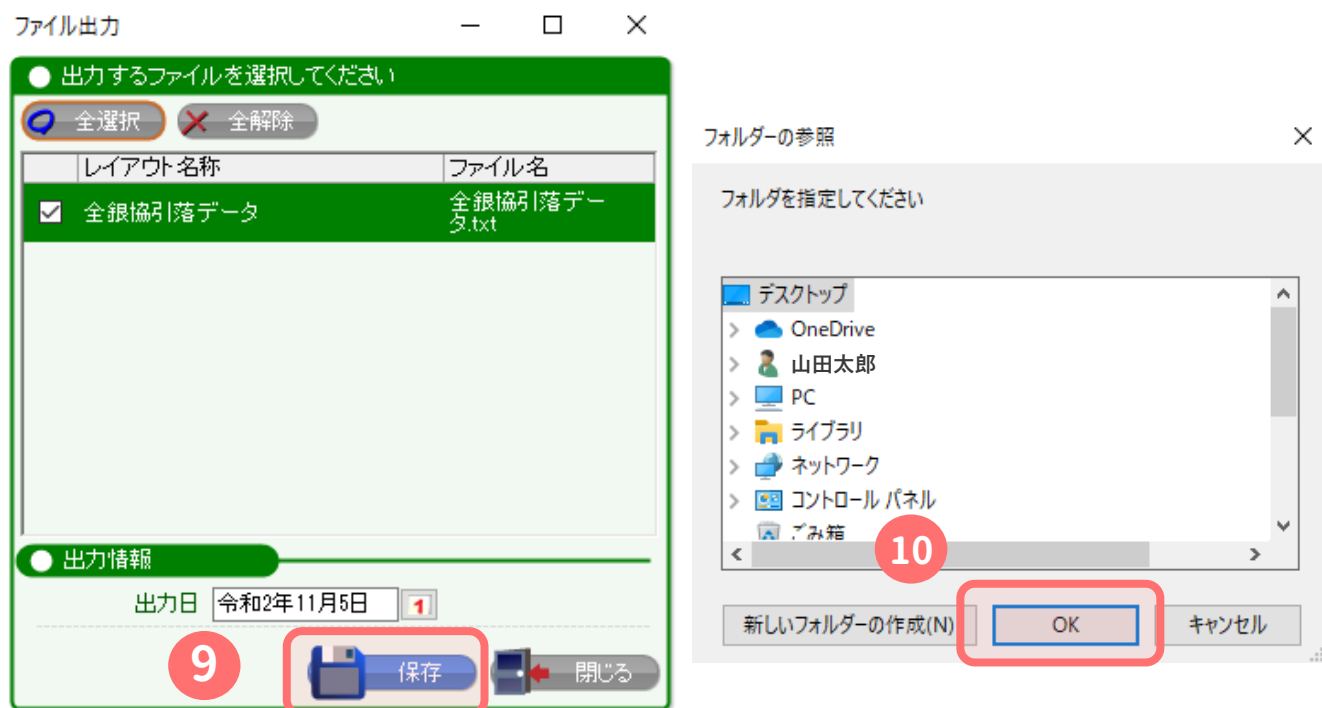 ファイル出力
出力するファイルを選択してください
全選択
全解除
レイアウト名称
ファイル名
全銀協引落データ
全銀協引落デー
タ.txt
出力情報
出力日
令和2年11月5日
1
9
保存
閉じる
フォルダーの参照
フォルダを指定してください
デスクトップ
OneDrive
山田太郎
PC
ライブラリ
ネットワーク
コントロール パネル
ごみ箱
10
新しいフォルダーの作成(N)
OK
キャンセル